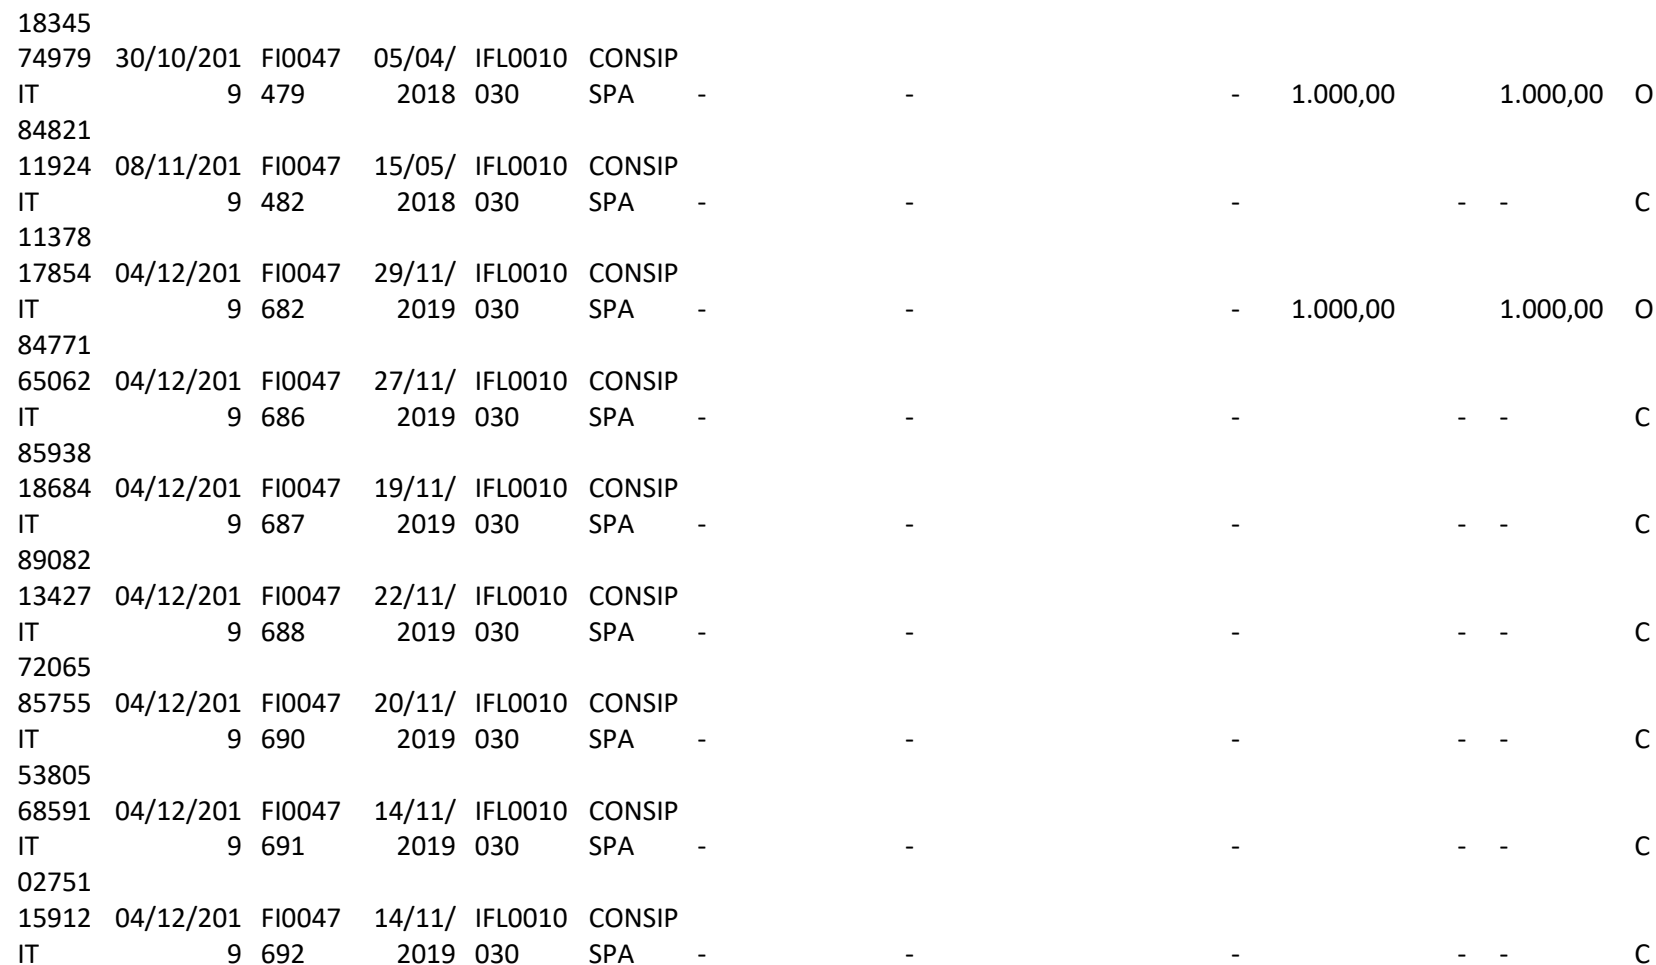 18345
74979 30/10/201 FI0047 05/04/ IFL0010 CONSIP
IT 9 479 2018 030 SPA - - - 1.000,00 1.000,00 O
84821
11924 08/11/201 FI0047 15/05/ IFL0010 CONSIP
IT 9 482 2018 030 SPA - - - - - C
11378
17854 04/12/201 FI0047 29/11/ IFL0010 CONSIP
IT 9 682 2019 030 SPA - - - 1.000,00 1.000,00 O
84771
65062 04/12/201 FI0047 27/11/ IFL0010 CONSIP
IT 9 686 2019 030 SPA - - - - - C
85938
18684 04/12/201 FI0047 19/11/ IFL0010 CONSIP
IT 9 687 2019 030 SPA - - - - - C
89082
13427 04/12/201 FI0047 22/11/ IFL0010 CONSIP
IT 9 688 2019 030 SPA - - - - - C
72065
85755 04/12/201 FI0047 20/11/ IFL0010 CONSIP
IT 9 690 2019 030 SPA - - - - - C
53805
68591 04/12/201 FI0047 14/11/ IFL0010 CONSIP
IT 9 691 2019 030 SPA - - - - - C
02751
15912 04/12/201 FI0047 14/11/ IFL0010 CONSIP
IT 9 692 2019 030 SPA - - - - - C